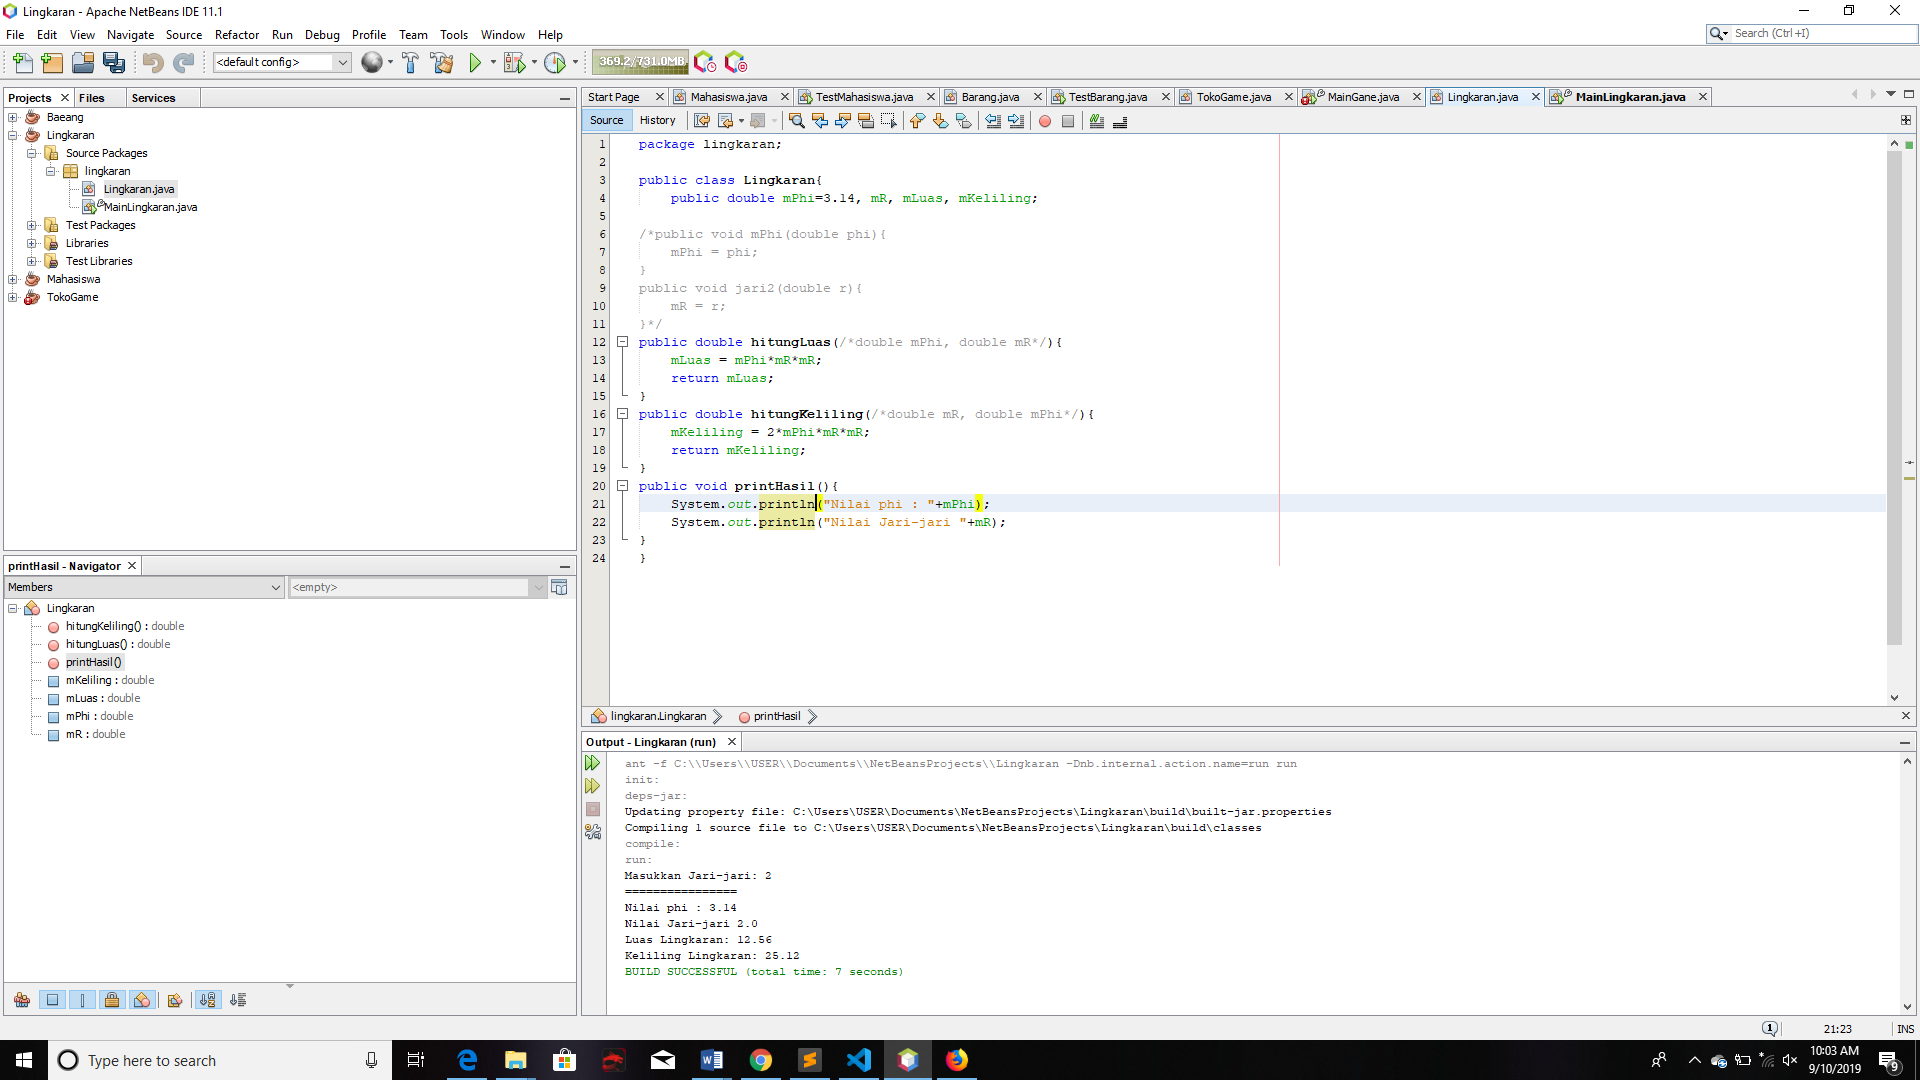 Lingkaran - Apache NetBeans IDE 11.1
File Edit View Navigate Source Refactor Run Debug Profile Team Tools Window Help
Search (Ctrl+I)
<default config>
369.2/731.0MB
Projects Files Services
Baeang
Lingkaran
Source Packages
lingkaran
Lingkaran.java
MainLingkaran.java
Test Packages
Libraries
Test Libraries
Mahasiswa
TokoGame
printHasil - Navigator
Members
<empty>
Lingkaran
hitungKeliling() : double
hitungLuas() : double
printHasil()
mKeliling : double
mLuas : double
mPhi : double
mR : double
Start Page Mahasiswa.java TestMahasiswa.java Barang.java TestBarang.java TokoGame.java MainGane.java Lingkaran.java MainLingkaran.java
Source History
1 package lingkaran;
2
3 public class Lingkaran{
4 public double mPhi=3.14, mR, mLuas, mKeliling;
5
6 /*public void mPhi(double phi){
7 mPhi = phi;
8 }
9 public void jari2(double r){
10 mR = r;
11 }*/
12 public double hitungLuas(/*double mPhi, double mR*/){
13 mLuas = mPhi*mR*mR;
14 return mLuas;
15 }
16 public double hitungKeliling(/*double mR, double mPhi*/){
17 mKeliling = 2*mPhi*mR*mR;
18 return mKeliling;
19 }
20 public void printHasil(){
21 System.out.println("Nilai phi : "+mPhi);
22 System.out.println("Nilai Jari-jari "+mR);
23 }
24 }
lingkaran.Lingkaran printHasil
Output - Lingkaran (run)
ant -f C:\\Users\\USER\\Documents\\NetBeansProjects\\Lingkaran -Dnb.internal.action.name=run run
init:
deps-jar:
Updating property file: C:\Users\USER\Documents\NetBeansProjects\Lingkaran\build\built-jar.properties
Compiling 1 source file to C:\Users\USER\Documents\NetBeansProjects\Lingkaran\build\classes
compile:
run:
Masukkan Jari-jari: 2
================
Nilai phi : 3.14
Nilai Jari-jari 2.0
Luas Lingkaran: 12.56
Keliling Lingkaran: 25.12
BUILD SUCCESSFUL (total time: 7 seconds)
1 21:23 INS
Type here to search
10:03 AM
9/10/2019
9